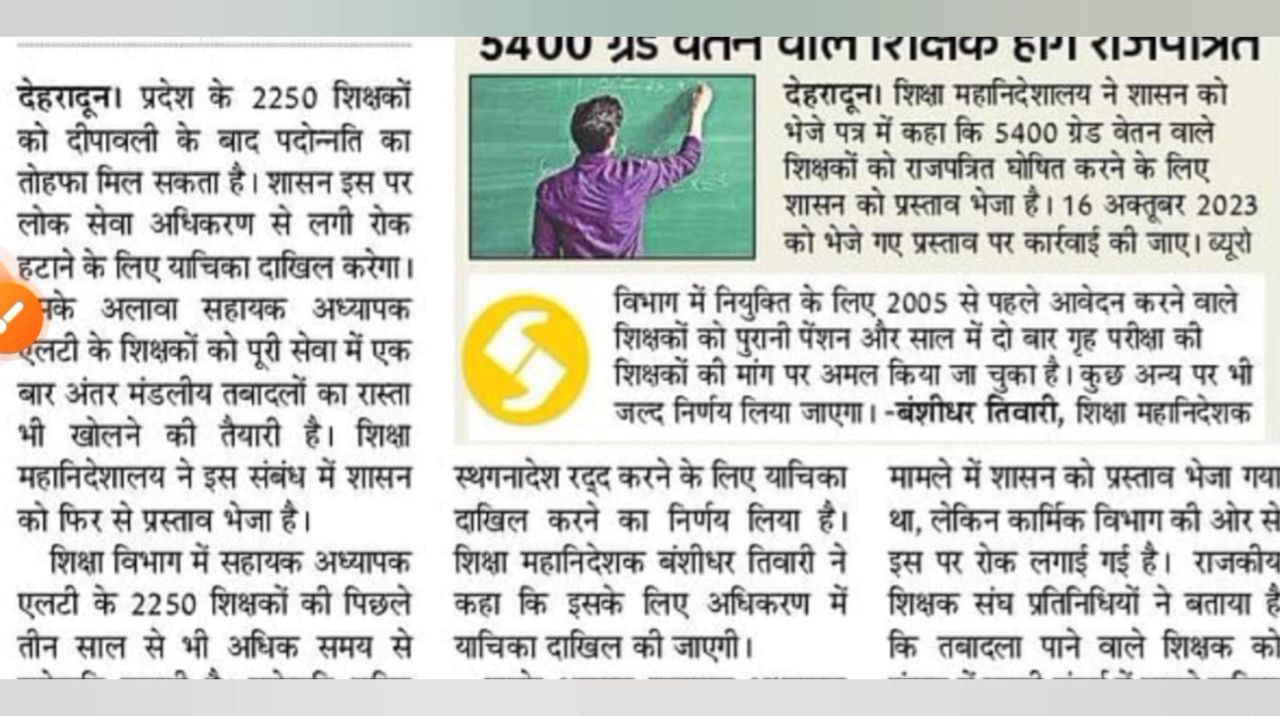 देहरादून। प्रदेश के 2250 शिक्षकों
को दीपावली के बाद पदोन्नति का
तोहफा मिल सकता है। शासन इस पर
लोक सेवा अधिकरण से लगी रोक
हटाने के लिए याचिका दाखिल करेगा।
के अलावा सहायक अध्यापक
एलटी के शिक्षकों को पूरी सेवा में एक
बार अंतर मंडलीय तबादलों का रास्ता
भी खोलने की तैयारी है। शिक्षा
महानिदेशालय ने इस संबंध में शासन
को फिर से प्रस्ताव भेजा है।
शिक्षा विभाग में सहायक अध्यापक
एलटी के 2250 शिक्षकों की पिछले
तीन साल से भी अधिक समय से
5400 ग्रेड वेतन वाले शिक्षक होंगे राजपत्रित
देहरादून। शिक्षा महानिदेशालय ने शासन को
भेजे पत्र में कहा कि 5400 ग्रेड वेतन वाले
शिक्षकों को राजपत्रित घोषित करने के लिए
शासन को प्रस्ताव भेजा है। 16 अक्तूबर 2023
को भेजे गए प्रस्ताव पर कार्रवाई की जाए। ब्यूरो
विभाग में नियुक्ति के लिए 2005 से पहले आवेदन करने वाले
शिक्षकों को पुरानी पेंशन और साल में दो बार गृह परीक्षा की
शिक्षकों की मांग पर अमल किया जा चुका है। कुछ अन्य पर भी
जल्द निर्णय लिया जाएगा। -बंशीधर तिवारी, शिक्षा महानिदेशक
स्थगनादेश रद्द करने के लिए याचिका
दाखिल करने का निर्णय लिया है।
शिक्षा महानिदेशक बंशीधर तिवारी ने
कहा कि इसके लिए अधिकरण में
याचिका दाखिल की जाएगी।
मामले में शासन को प्रस्ताव भेजा गया
था, लेकिन कार्मिक विभाग की ओर से
इस पर रोक लगाई गई है। राजकीय
शिक्षक संघ प्रतिनिधियों ने बताया है
कि तबादला पाने वाले शिक्षक को